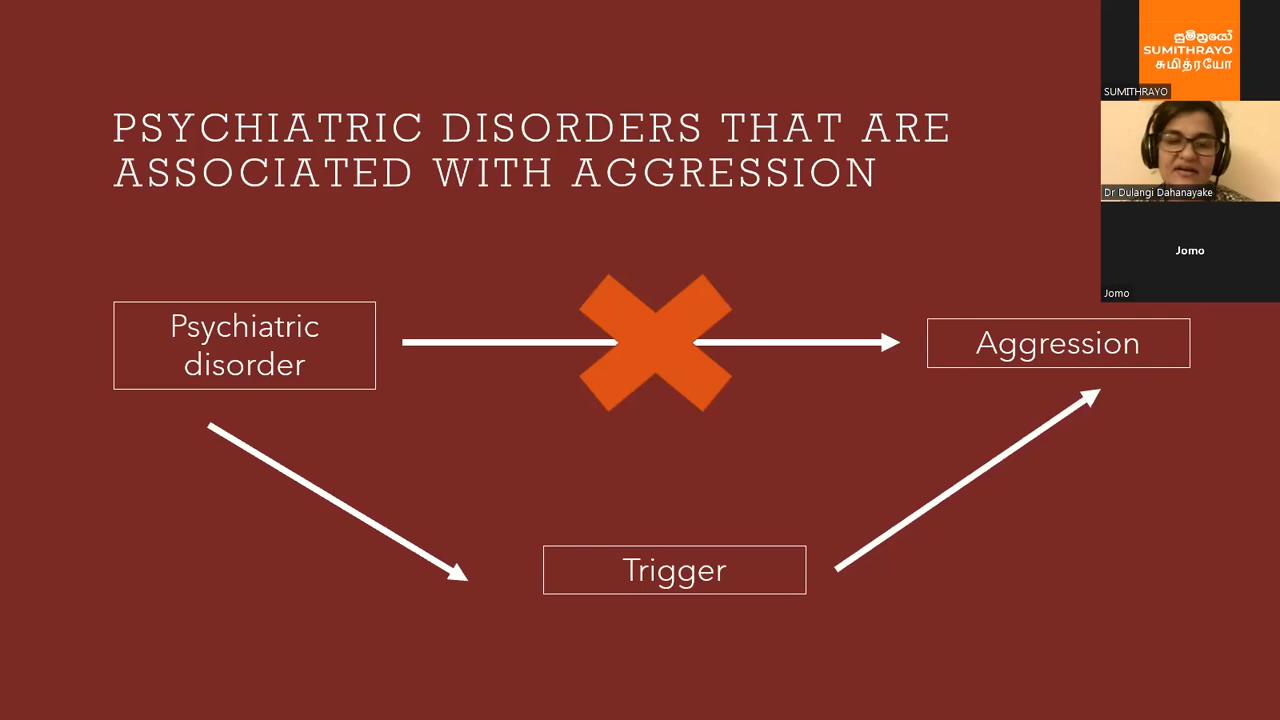 PSYCHIATRIC DISORDERS THAT ARE
ASSOCIATED WITH AGGRESSION
Psychiatric
disorder
Aggression
Trigger
සුමිත්‍රයෝ
SUMITHRAYO
சுமித்ரயோ
SUMITHRAYO
Dr Dulangi Dahanayake
Jomo
Jomo